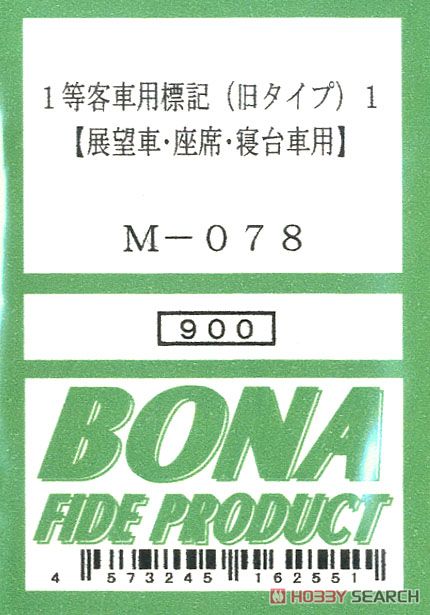 １等客車用標記（旧タイプ）１
【展望車・座席・寝台車用】
Ｍ－０７８
９００
BONA
FIDE PRODUCT
4 573245 162551
HOBBY SEARCH